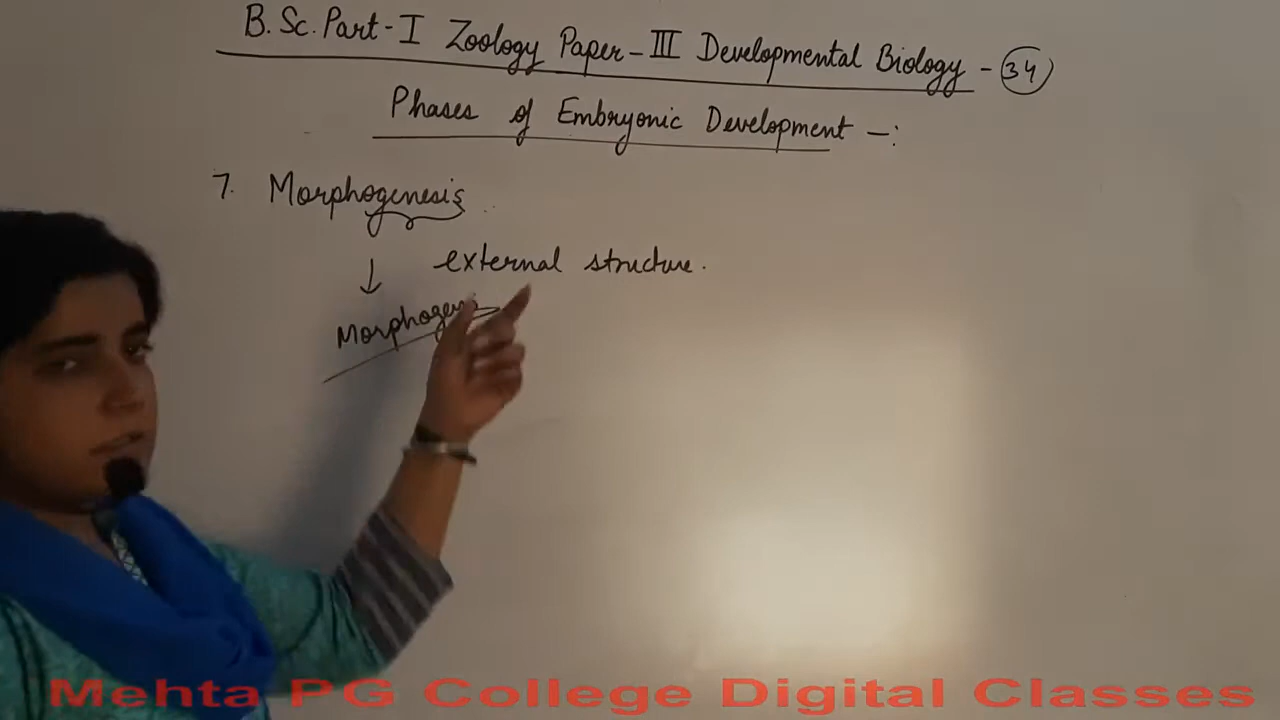 B.Sc. Part-I Zoology Paper-III Developmental Biology - 34
Phases of Embryonic Development -:
7. Morphogenesis
↓ external structure.
Mehta PG College Digital Classes